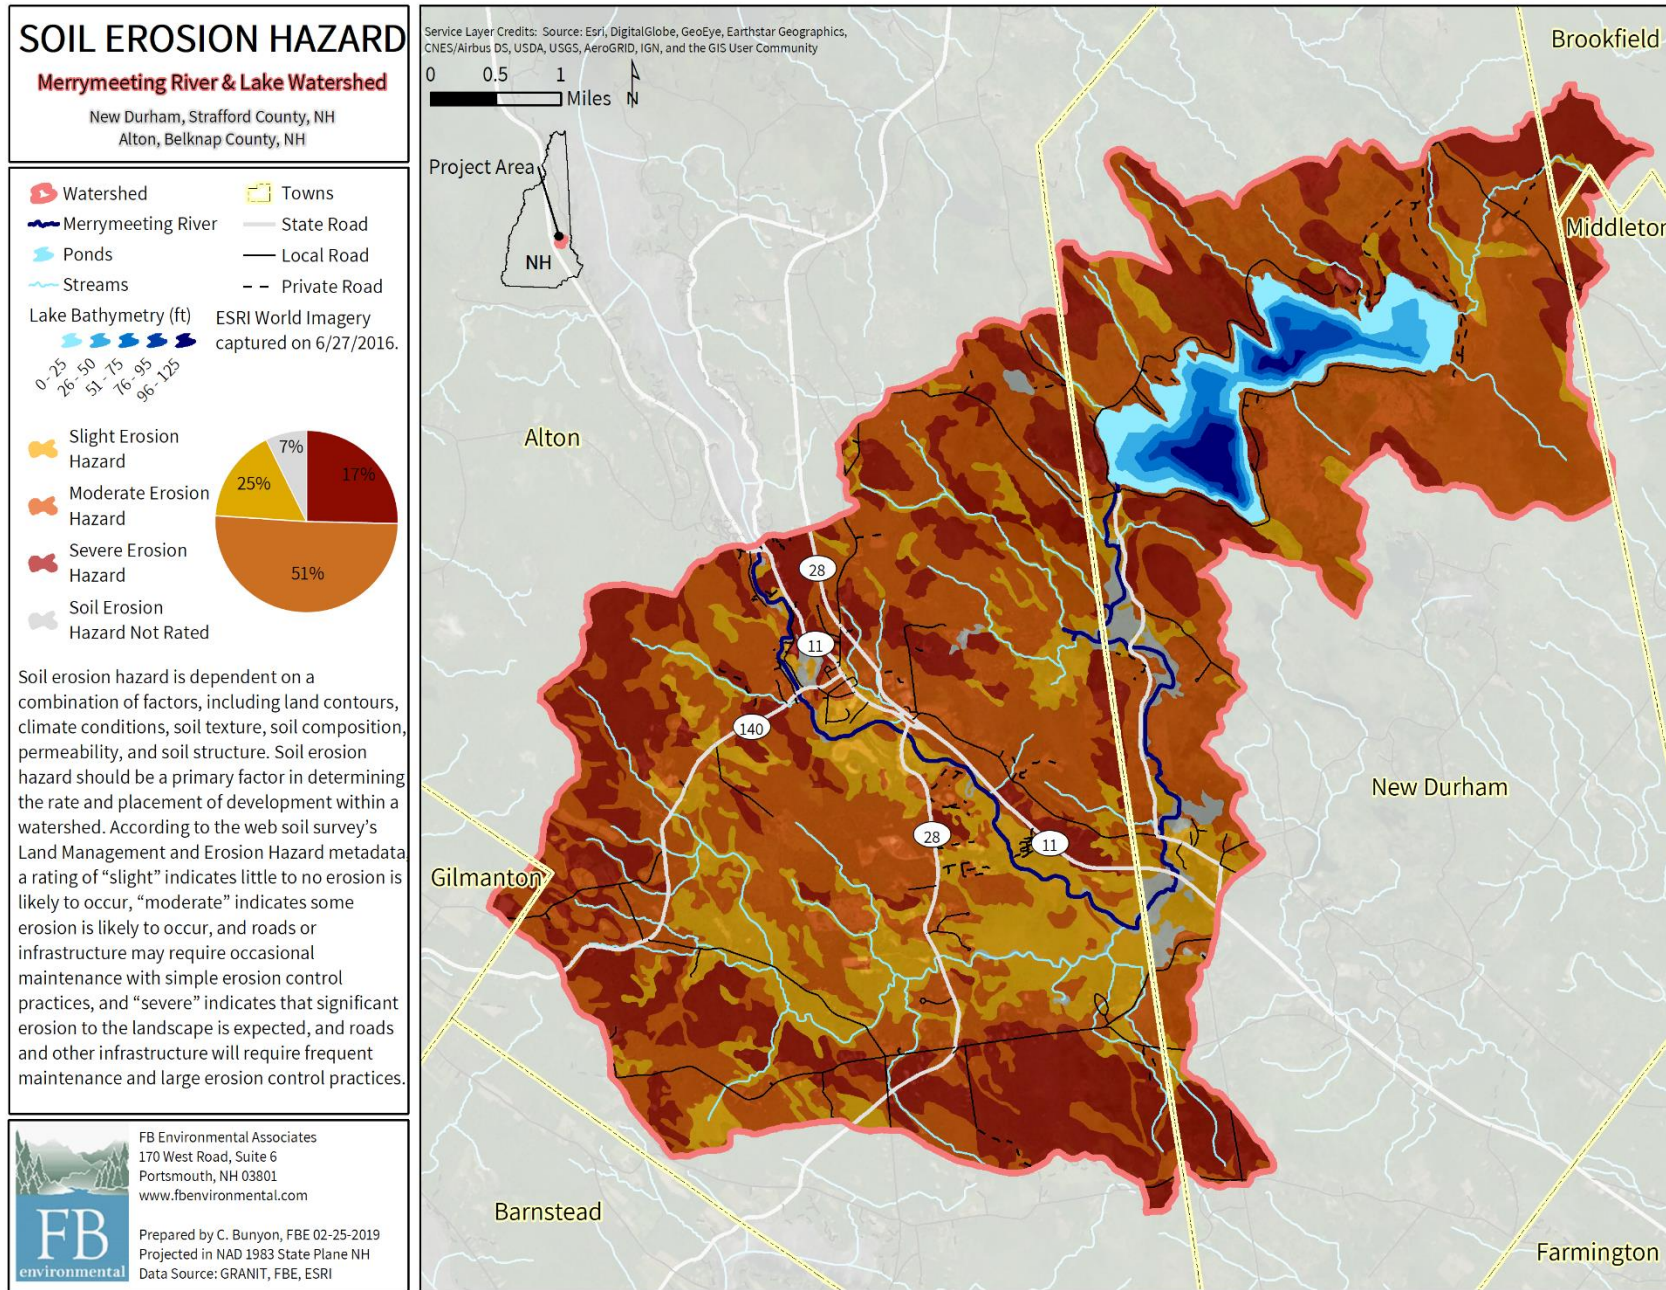 SOIL EROSION HAZARD
Merrymeeting River & Lake Watershed
New Durham, Strafford County, NH
Alton, Belknap County, NH
Watershed
Merrymeeting River
Ponds
Streams
Towns
State Road
Local Road
Private Road
Lake Bathymetry (ft)
0 - 25
26 - 50
51 - 75
76 - 95
96 - 125
ESRI World Imagery
captured on 6/27/2016.
Slight Erosion
Hazard
Moderate Erosion
Hazard
Severe Erosion
Hazard
Soil Erosion
Hazard Not Rated
7%
17%
25%
51%
Soil erosion hazard is dependent on a
combination of factors, including land contours,
climate conditions, soil texture, soil composition,
permeability, and soil structure. Soil erosion
hazard should be a primary factor in determining
the rate and placement of development within a
watershed. According to the web soil survey's
Land Management and Erosion Hazard metadata,
a rating of "slight" indicates little to no erosion is
likely to occur, "moderate" indicates some
erosion is likely to occur, and roads or
infrastructure may require occasional
maintenance with simple erosion control
practices, and "severe" indicates that significant
erosion to the landscape is expected, and roads
and other infrastructure will require frequent
maintenance and large erosion control practices.
FB
environmental
FB Environmental Associates
170 West Road, Suite 6
Portsmouth, NH 03801
www.fbenvironmental.com
Prepared by C. Bunyon, FBE 02-25-2019
Projected in NAD 1983 State Plane NH
Data Source: GRANIT, FBE, ESRI
Service Layer Credits: Source: Esri, DigitalGlobe, GeoEye, Earthstar Geographics,
CNES/Airbus DS, USDA, USGS, AeroGRID, IGN, and the GIS User Community
0 0.5 1
Miles
N
Project Area
NH
Brookfield
Middleton
Alton
28
11
140
28
11
New Durham
Gilmanton
Barnstead
Farmington